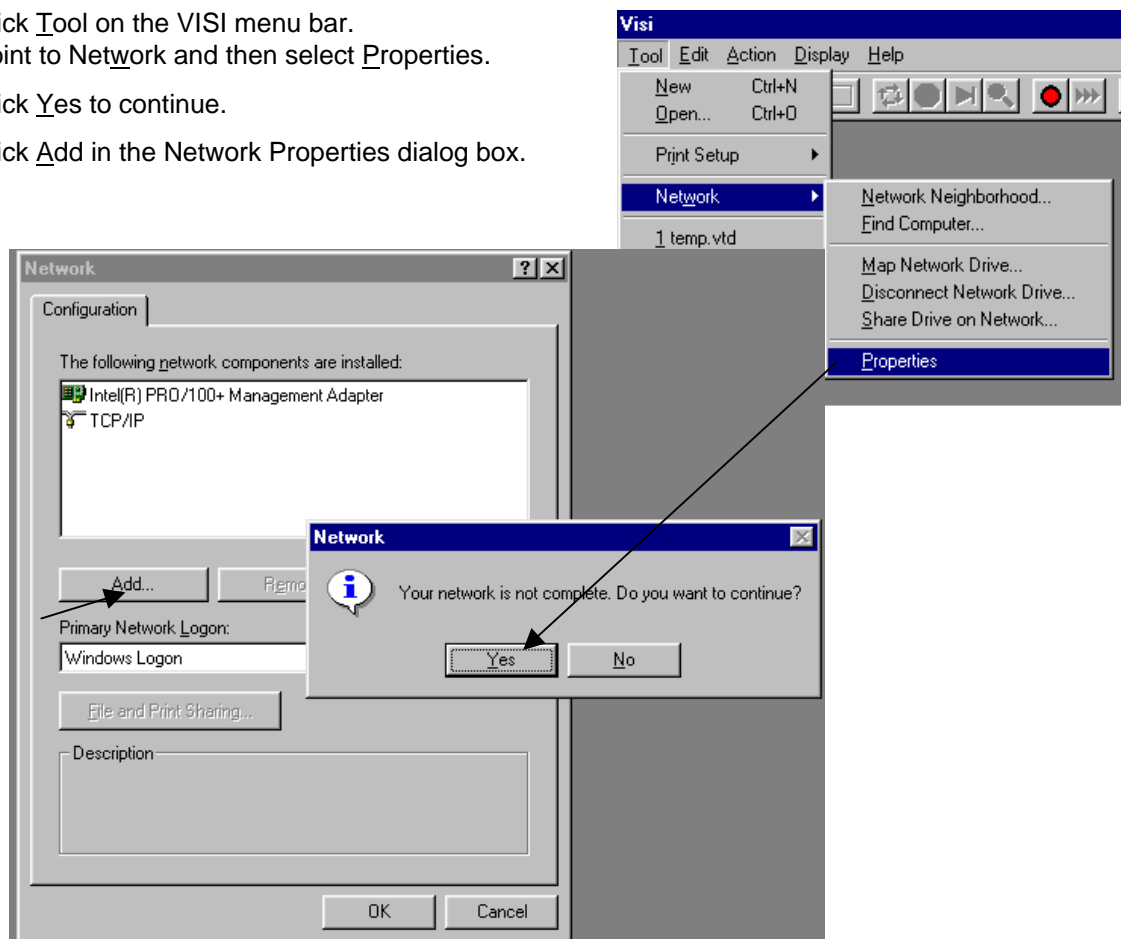 ick Tool on the VISI menu bar.
oint to Network and then select Properties.
ick Yes to continue.
ick Add in the Network Properties dialog box.
Visi
Tool Edit Action Display Help
New Ctrl+N
Open... Ctrl+O
Print Setup
Network
1 temp.vtd
Network Neighborhood...
Find Computer...
Map Network Drive...
Disconnect Network Drive...
Share Drive on Network...
Properties
Network
Configuration
The following network components are installed:
Intel(R) PRO/100+ Management Adapter
TCP/IP
Add... Remo
Primary Network Logon:
Windows Logon
File and Print Sharing...
Description
OK Cancel
Network
Your network is not complete. Do you want to continue?
Yes No